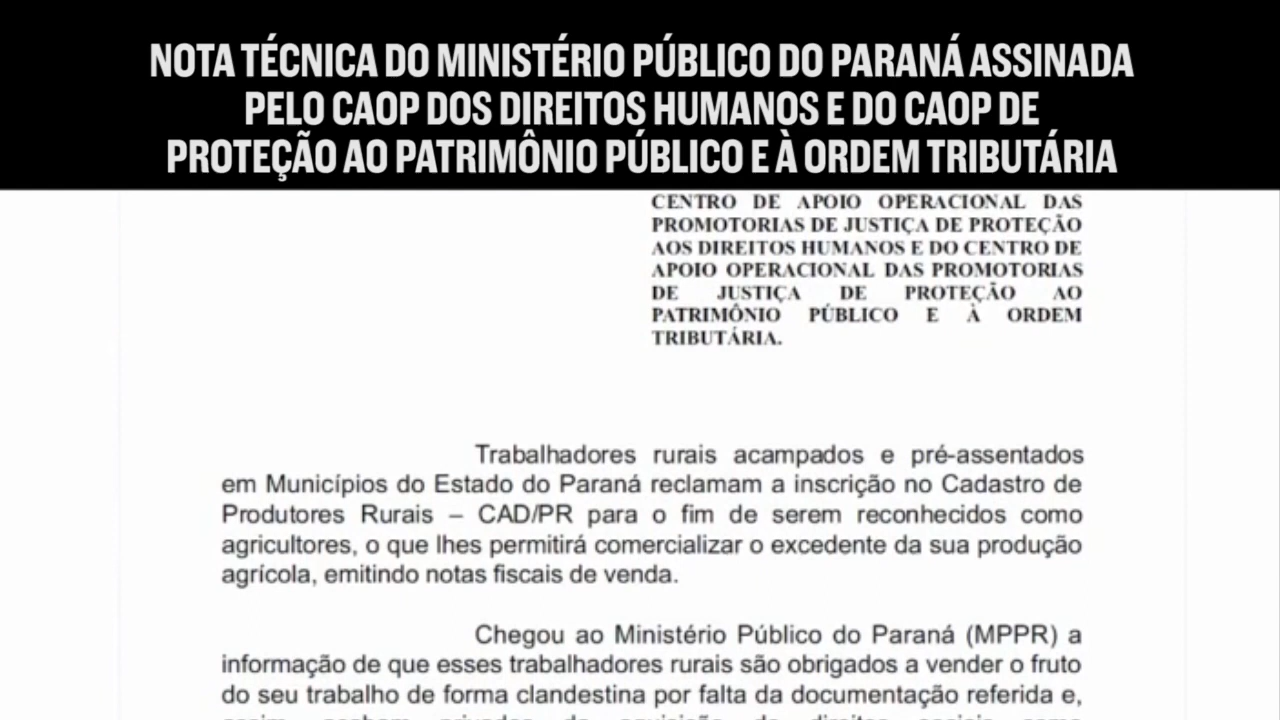 NOTA TÉCNICA DO MINISTÉRIO PÚBLICO DO PARANÁ ASSINADA
PELO CAOP DOS DIREITOS HUMANOS E DO CAOP DE
PROTEÇÃO AO PATRIMÔNIO PÚBLICO E À ORDEM TRIBUTÁRIA
CENTRO DE APOIO OPERACIONAL DAS
PROMOTORIAS DE JUSTIÇA DE PROTEÇÃO
AOS DIREITOS HUMANOS E DO CENTRO DE
APOIO OPERACIONAL DAS PROMOTORIAS
DE JUSTIÇA DE PROTEÇÃO AO
PATRIMÔNIO PÚBLICO E À ORDEM
TRIBUTÁRIA.
Trabalhadores rurais acampados e pré-assentados
em Municípios do Estado do Paraná reclamam a inscrição no Cadastro de
Produtores Rurais – CAD/PR para o fim de serem reconhecidos como
agricultores, o que lhes permitirá comercializar o excedente da sua produção
agrícola, emitindo notas fiscais de venda.
Chegou ao Ministério Público do Paraná (MPPR) a
informação de que esses trabalhadores rurais são obrigados a vender o fruto
do seu trabalho de forma clandestina por falta da documentação referida e,